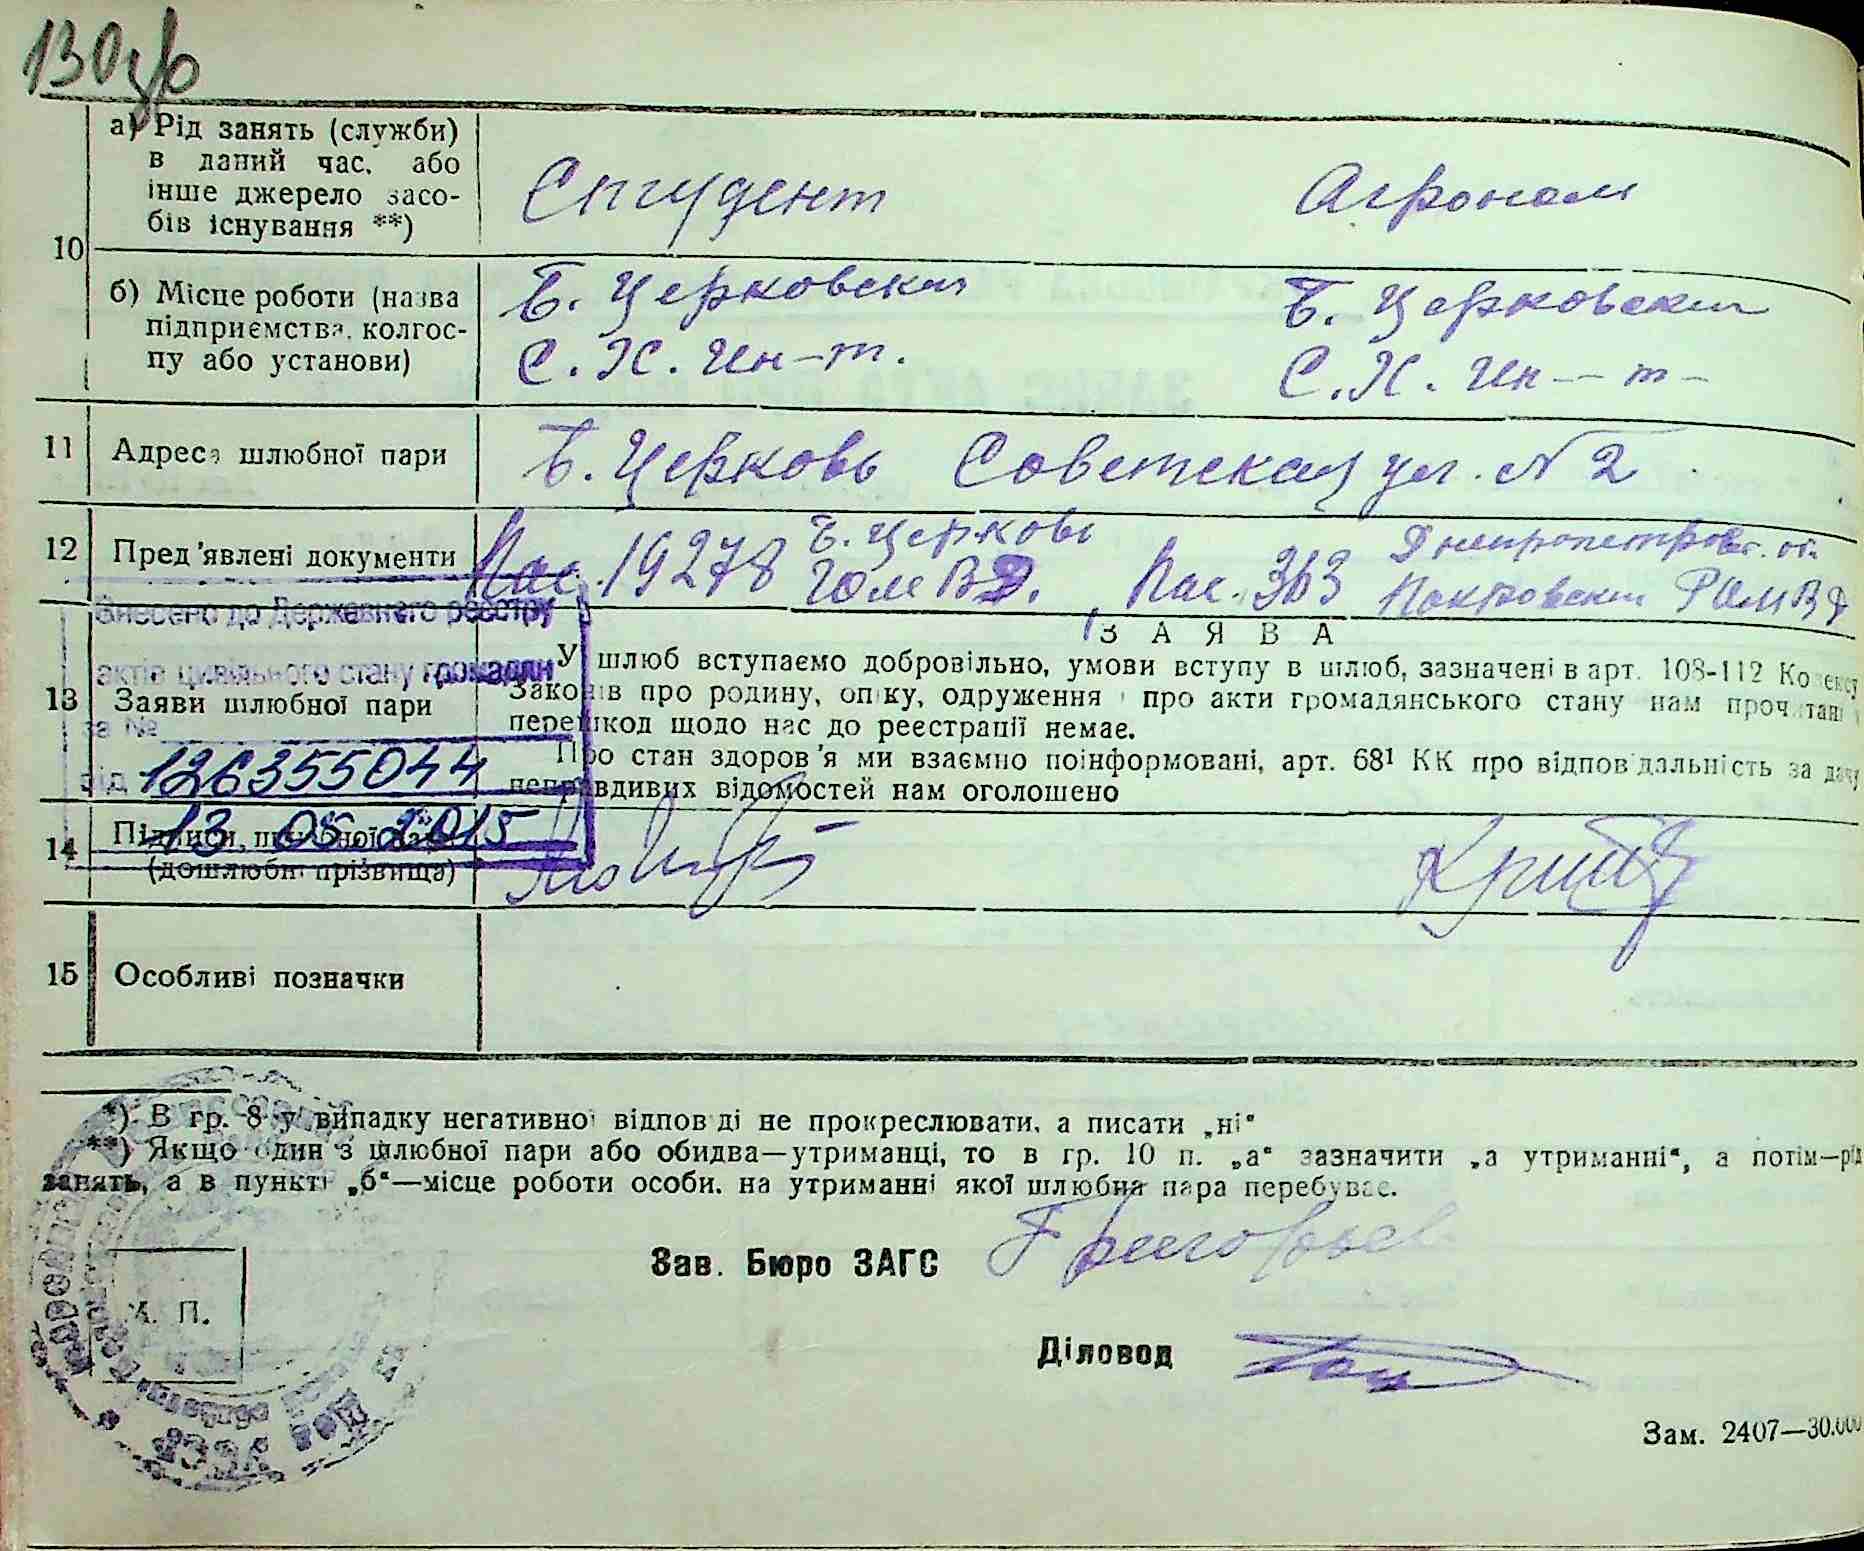 130
а) Рід занять (служби)
в даний час, або
інше джерело засо-
бів існування **)
Студент
Агроном
10
б) Місце роботи (назва
підприємства, колгос-
пу або установи)
Б. Церковский
С. Х. Ин-т.
Б. Церковский
С. Х. Ин-т-
11 Адреса шлюбної пари
Б. Церковь Советская ул. N 2
12 Пред'явлені документи
Пас. 19278 Б. Церковь
ГОМВД.
Пас. 363 Днепропетровс. об.
Покровский РОМВД
Внесено до Державного реєстру
актів цивільного стану громадян
за №
126355044
від
13 05 2015
13 Заяви шлюбної пари
ЗАЯВА
У шлюб вступаємо добровільно, умови вступу в шлюб, зазначені в арт. 108-112 Кодексу
Законів про родину, опіку, одруження і про акти громадянського стану нам прочитані
перешкод щодо нас до реєстрації немає.
Про стан здоров'я ми взаємно поінформовані, арт. 68¹ КК про відповідальність за дачу
неправдивих відомостей нам оголошено
14 Підписи шлюбної пари
(дошлюбні прізвища)
15 Особливі позначки
*) В гр. 8 у випадку негативної відповіді не прокреслювати, а писати „ні“
**) Якщо один з шлюбної пари або обидва—утриманці, то в гр. 10 п. „а“ зазначити „а утриманні“, а потім—рід
занять, а в пункті „б“—місце роботи особи, на утриманні якої шлюбна пара перебуває.
Зав. Бюро ЗАГС Григорьев
М. П.
Діловод
УССР
Зам. 2407—30.000